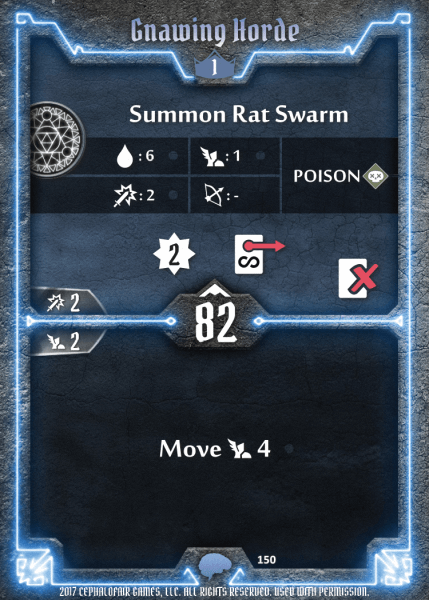 Gnawing Horde
1
Summon Rat Swarm
: 6
: 1
POISON
: 2
: -
2
2
82
2
Move 4
150
2017 CEPHALOFAIR GAMES, LLC. ALL RIGHTS RESERVED. USED WITH PERMISSION.